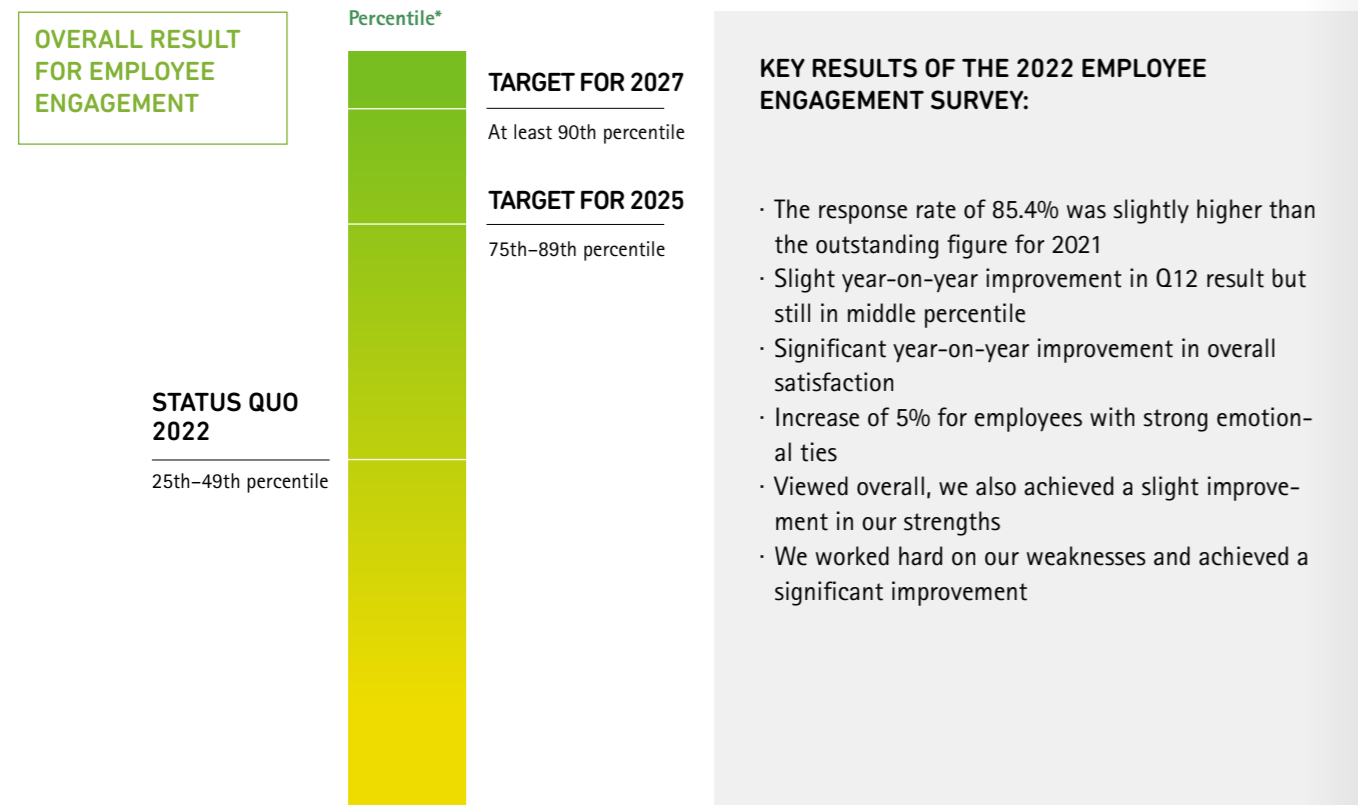 OVERALL RESULT
FOR EMPLOYEE
ENGAGEMENT
Percentile*
TARGET FOR 2027
At least 90th percentile
TARGET FOR 2025
75th–89th percentile
STATUS QUO
2022
25th–49th percentile
KEY RESULTS OF THE 2022 EMPLOYEE
ENGAGEMENT SURVEY:
· The response rate of 85.4% was slightly higher than
the outstanding figure for 2021
· Slight year-on-year improvement in Q12 result but
still in middle percentile
· Significant year-on-year improvement in overall
satisfaction
· Increase of 5% for employees with strong emotion-
al ties
· Viewed overall, we also achieved a slight improve-
ment in our strengths
· We worked hard on our weaknesses and achieved a
significant improvement